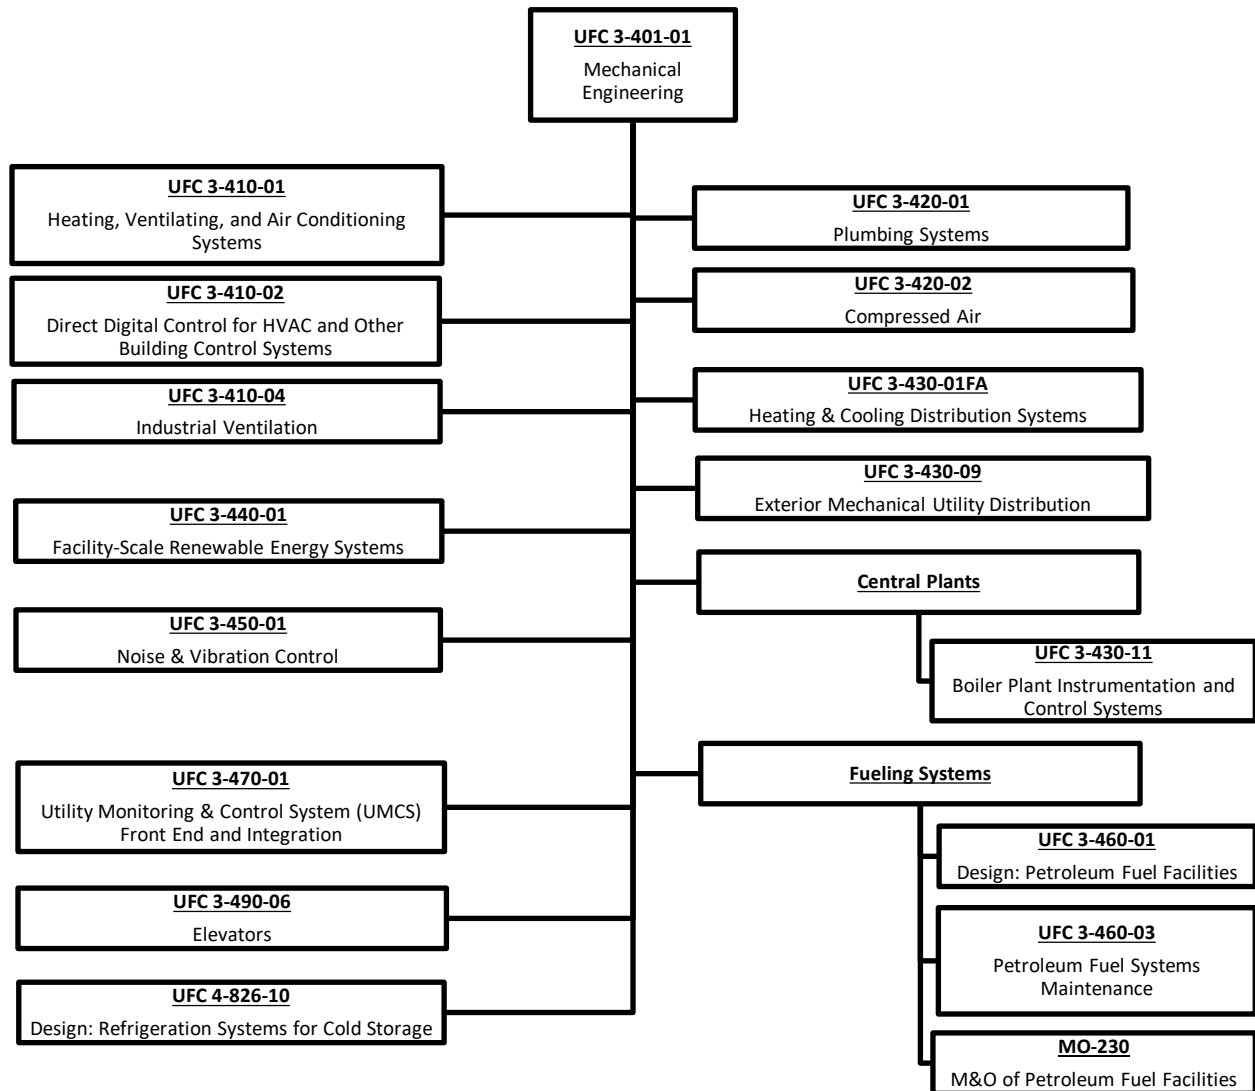 UFC 3-401-01
Mechanical
Engineering
UFC 3-410-01
Heating, Ventilating, and Air Conditioning
Systems
UFC 3-410-02
Direct Digital Control for HVAC and Other
Building Control Systems
UFC 3-410-04
Industrial Ventilation
UFC 3-440-01
Facility-Scale Renewable Energy Systems
UFC 3-450-01
Noise & Vibration Control
UFC 3-470-01
Utility Monitoring & Control System (UMCS)
Front End and Integration
UFC 3-490-06
Elevators
UFC 4-826-10
Design: Refrigeration Systems for Cold Storage
UFC 3-420-01
Plumbing Systems
UFC 3-420-02
Compressed Air
UFC 3-430-01FA
Heating & Cooling Distribution Systems
UFC 3-430-09
Exterior Mechanical Utility Distribution
Central Plants
UFC 3-430-11
Boiler Plant Instrumentation and
Control Systems
Fueling Systems
UFC 3-460-01
Design: Petroleum Fuel Facilities
UFC 3-460-03
Petroleum Fuel Systems
Maintenance
MO-230
M&O of Petroleum Fuel Facilities